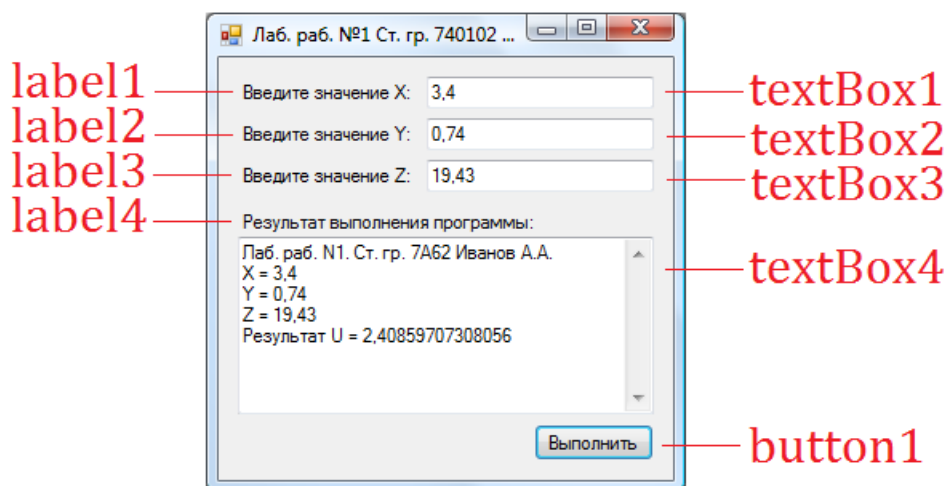 Лаб. раб. №1 Ст. гр. 740102 ...
label1 Введите значение X: 3,4 textBox1
label2 Введите значение Y: 0,74 textBox2
label3 Введите значение Z: 19,43 textBox3
label4 Результат выполнения программы:
Лаб. раб. N1. Ст. гр. 7А62 Иванов А.А.
X = 3,4
Y = 0,74 textBox4
Z = 19,43
Результат U = 2,40859707308056
Выполнить button1